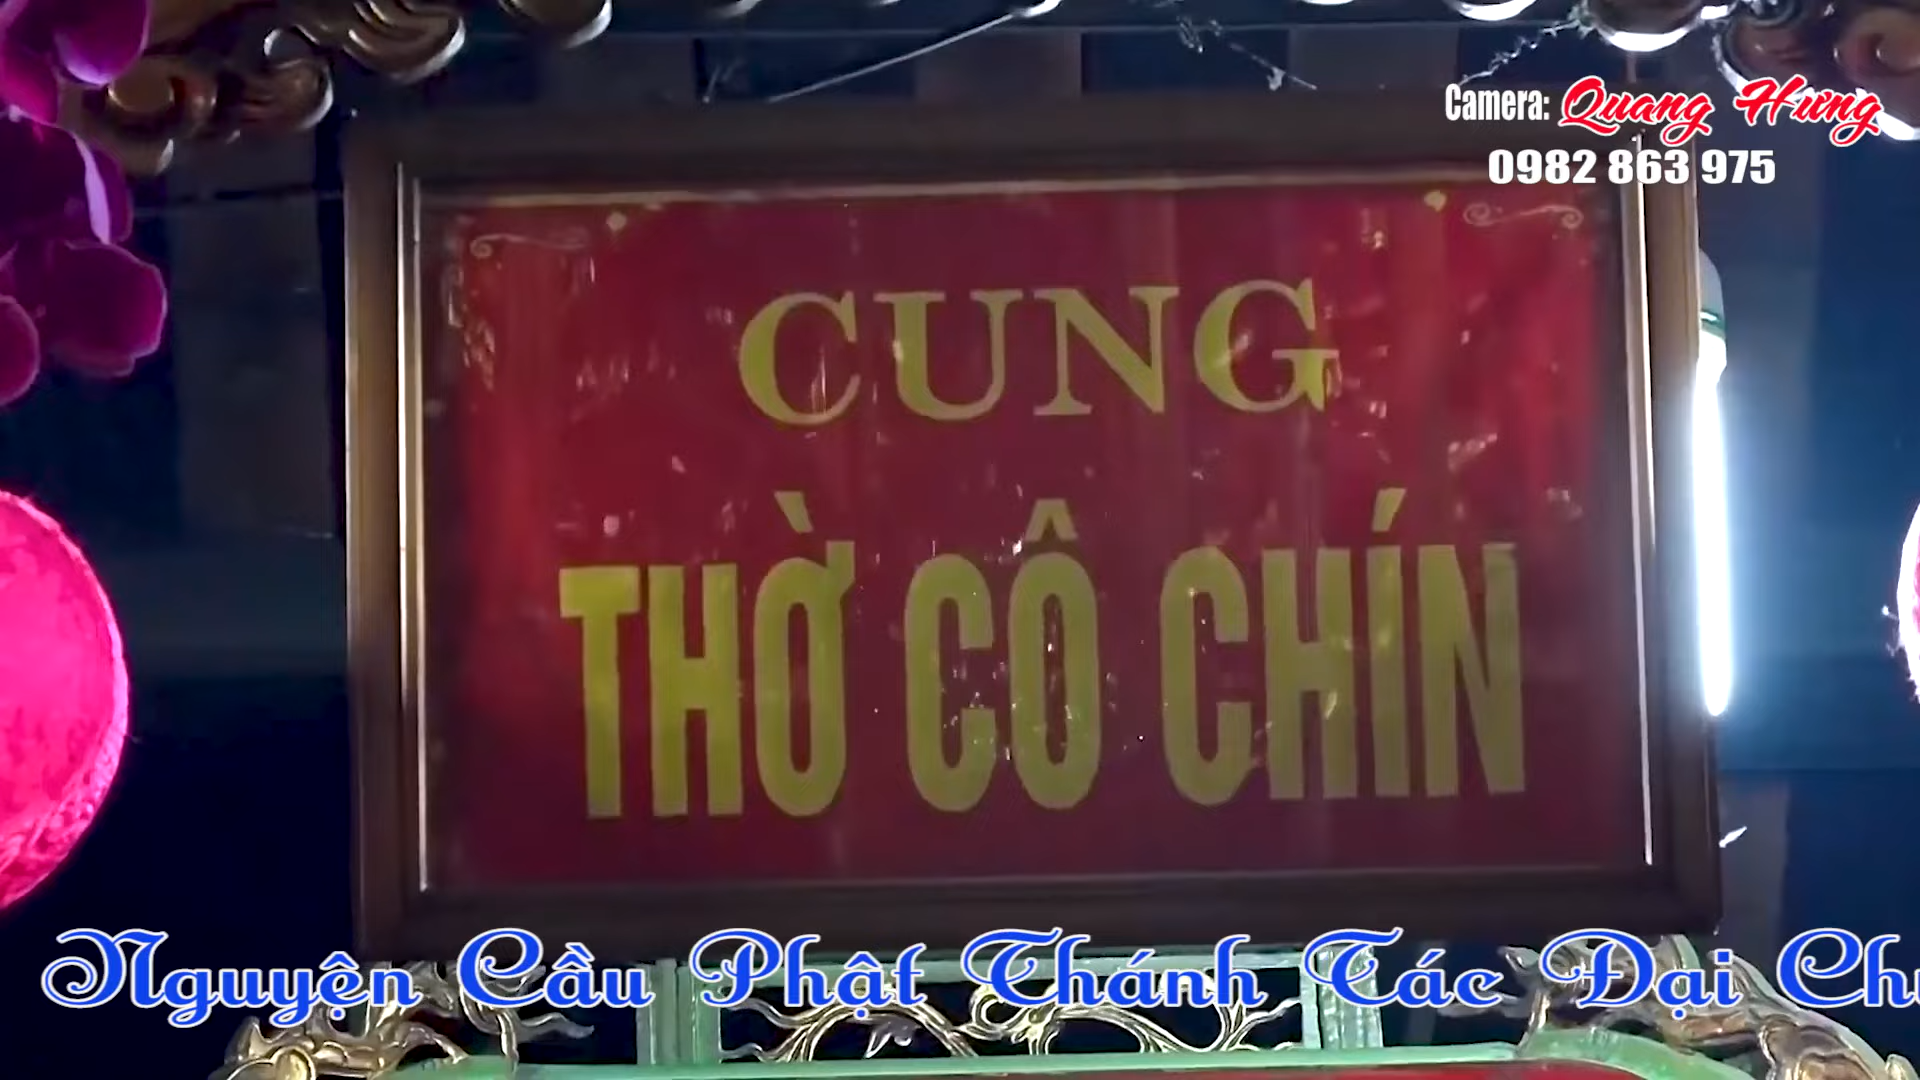 Camera: Quang Hưng
0982 863 975
CUNG
THỜ CÔ CHÍN
Nguyện Cầu Phật Thánh Tác Đại